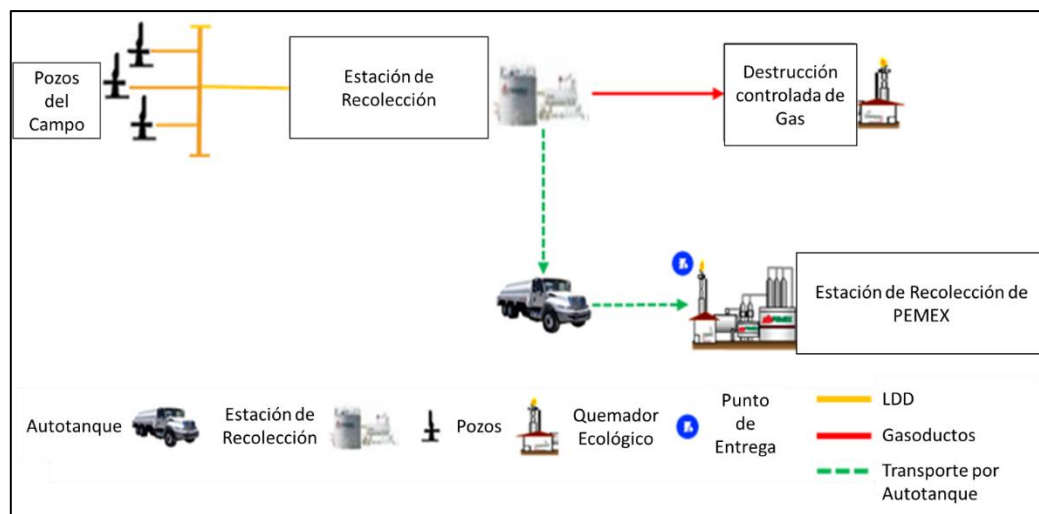 Pozos
del
Campo
Estación de
Recolección
Destrucción
controlada de
Gas
Estación de Recolección de
PEMEX
PEMEX
Autotanque
Estación de
Recolección
Pozos
Quemador
Ecológico
Punto
de
Entrega
LDD
Gasoductos
Transporte por
Autotanque